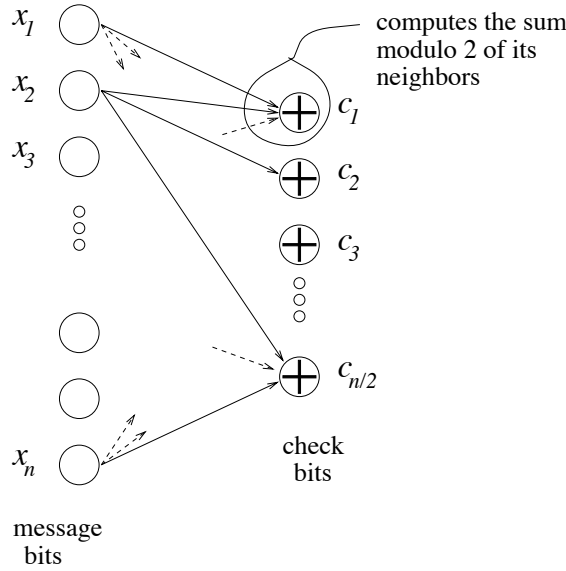 x1
computes the sum
modulo 2 of its
neighbors
x2
c1
x3
c2
c3
cn/2
xn
check
bits
message
bits